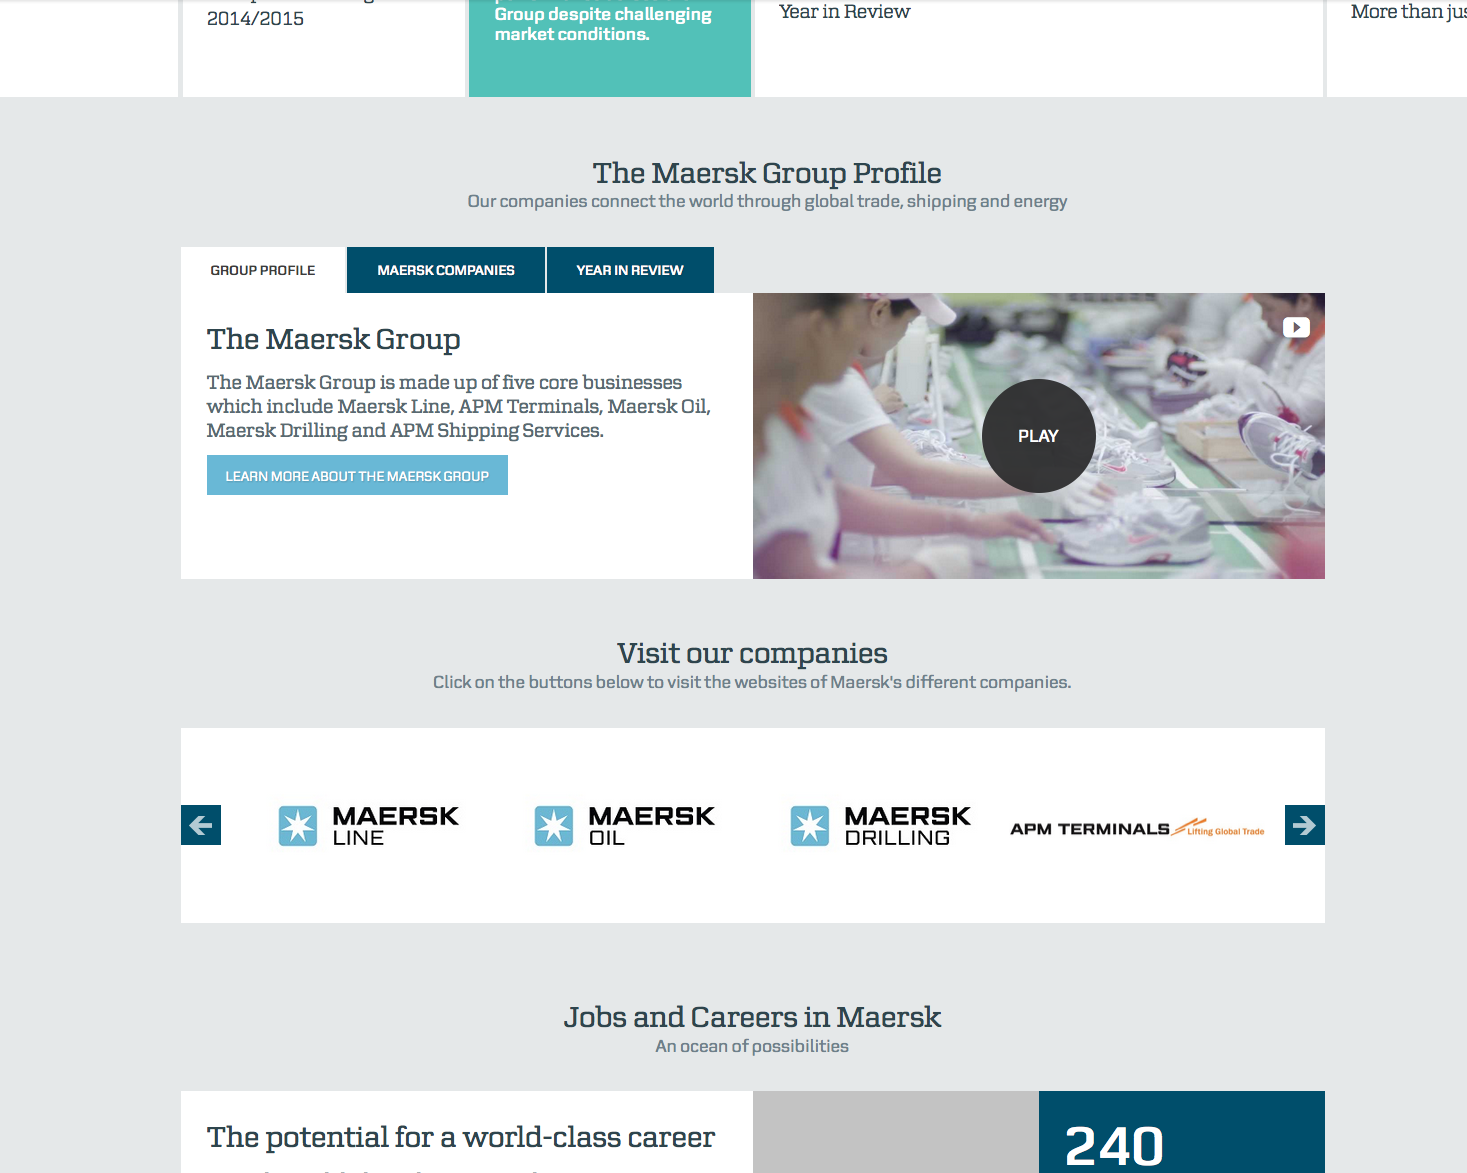 2014/2015
Group despite challenging
market conditions.
Year in Review
More than jus
The Maersk Group Profile
Our companies connect the world through global trade, shipping and energy
GROUP PROFILE
MAERSK COMPANIES
YEAR IN REVIEW
The Maersk Group
The Maersk Group is made up of five core businesses
which include Maersk Line, APM Terminals, Maersk Oil,
Maersk Drilling and APM Shipping Services.
LEARN MORE ABOUT THE MAERSK GROUP
PLAY
Visit our companies
Click on the buttons below to visit the websites of Maersk's different companies.
MAERSK
LINE
MAERSK
OIL
MAERSK
DRILLING
APM TERMINALS Lifting Global Trade
Jobs and Careers in Maersk
An ocean of possibilities
The potential for a world-class career
240